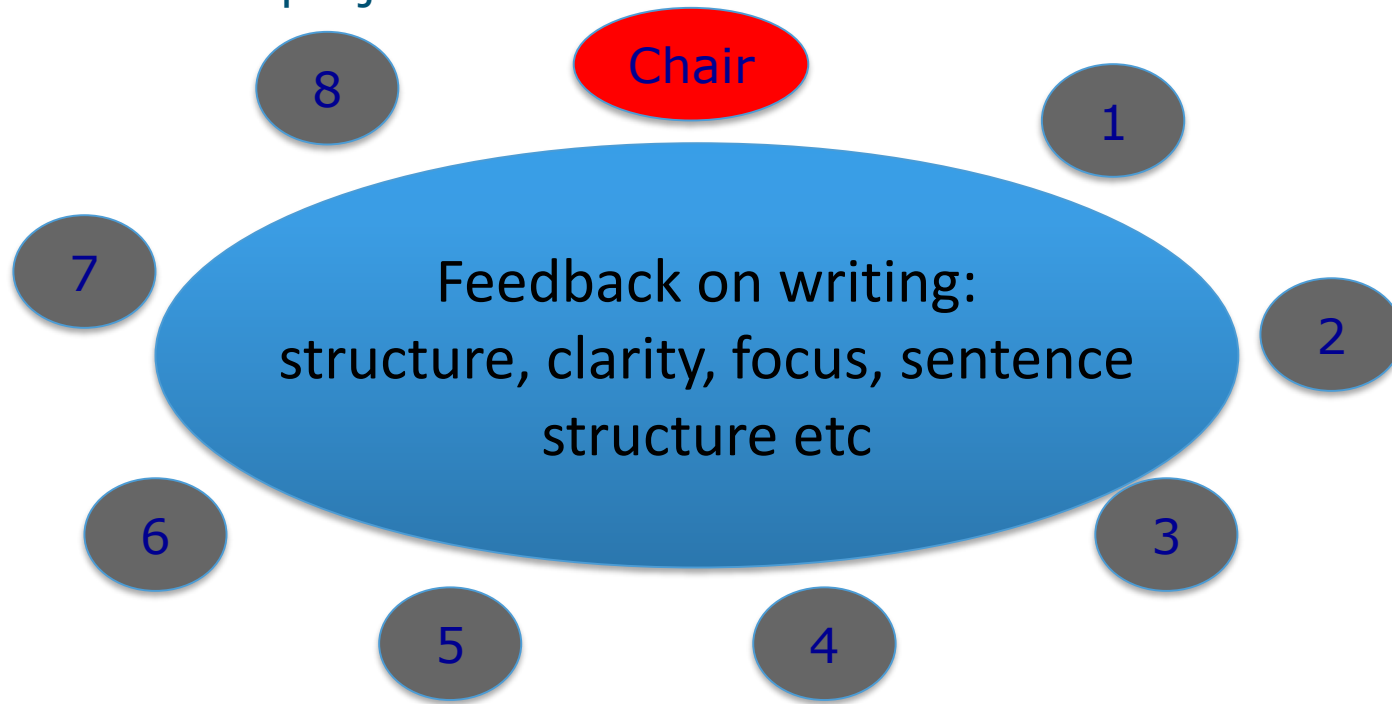 Chair
8
1
7
Feedback on writing:
2
structure, clarity, focus, sentence
structure etc
6
3
5
4